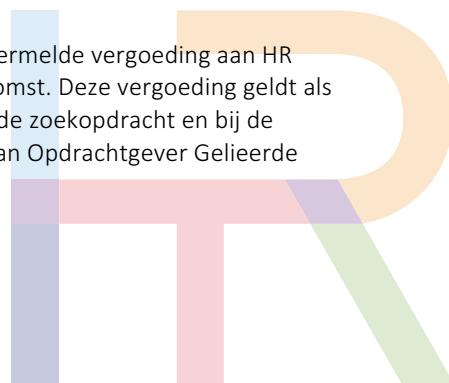 ermelde vergoeding aan HR
omst. Deze vergoeding geldt als
de zoekopdracht en bij de
an Opdrachtgever Gelieerde